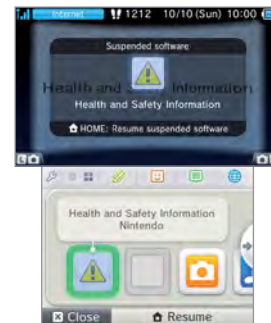 Internet 1212 10/10 (Sun) 10:00
Suspended software
Health and Safety Information
Health and Safety Information
HOME: Resume suspended software
L R
Health and Safety Information
Nintendo
X Close Resume